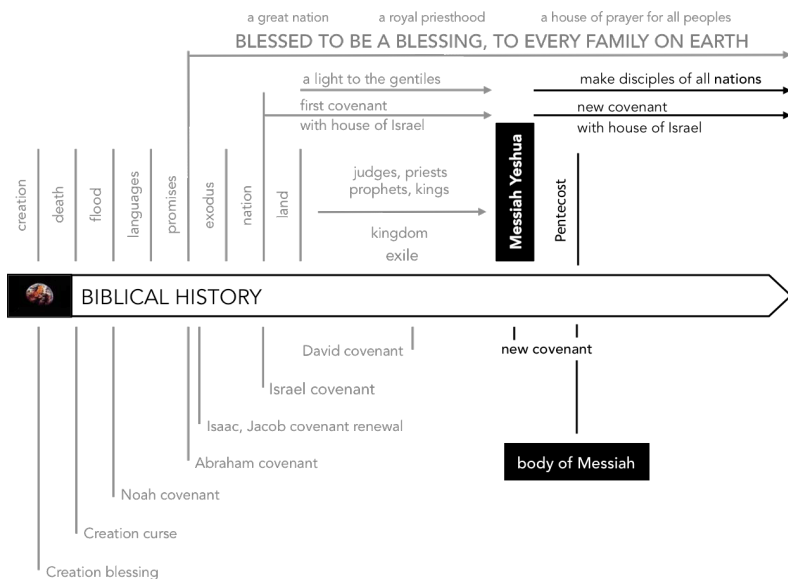 a great nation
a royal priesthood
a house of prayer for all peoples
BLESSED TO BE A BLESSING, TO EVERY FAMILY ON EARTH
a light to the gentiles
make disciples of all nations
first covenant
with house of Israel
new covenant
with house of Israel
creation
death
flood
languages
promises
exodus
nation
land
judges, priests
prophets, kings
kingdom
exile
Messiah Yeshua
Pentecost
BIBLICAL HISTORY
David covenant
new covenant
Israel covenant
Isaac, Jacob covenant renewal
Abraham covenant
body of Messiah
Noah covenant
Creation curse
Creation blessing